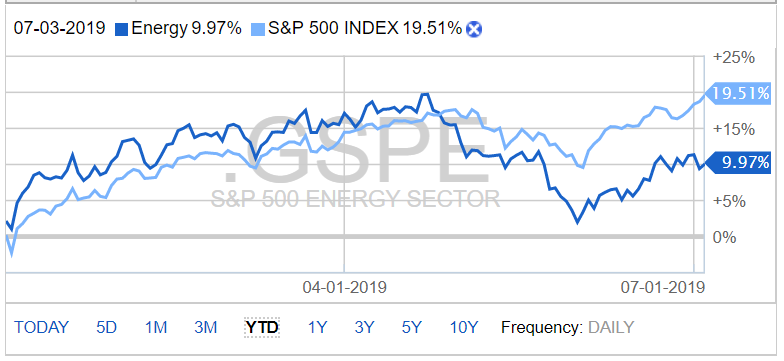 07-03-2019 Energy 9.97% S&P 500 INDEX 19.51%
+25%
19.51%
+15%
.GSPE
9.97%
S&P 500 ENERGY SECTOR
+5%
0%
04-01-2019 07-01-2019
TODAY 5D 1M 3M YTD 1Y 3Y 5Y 10Y Frequency: DAILY